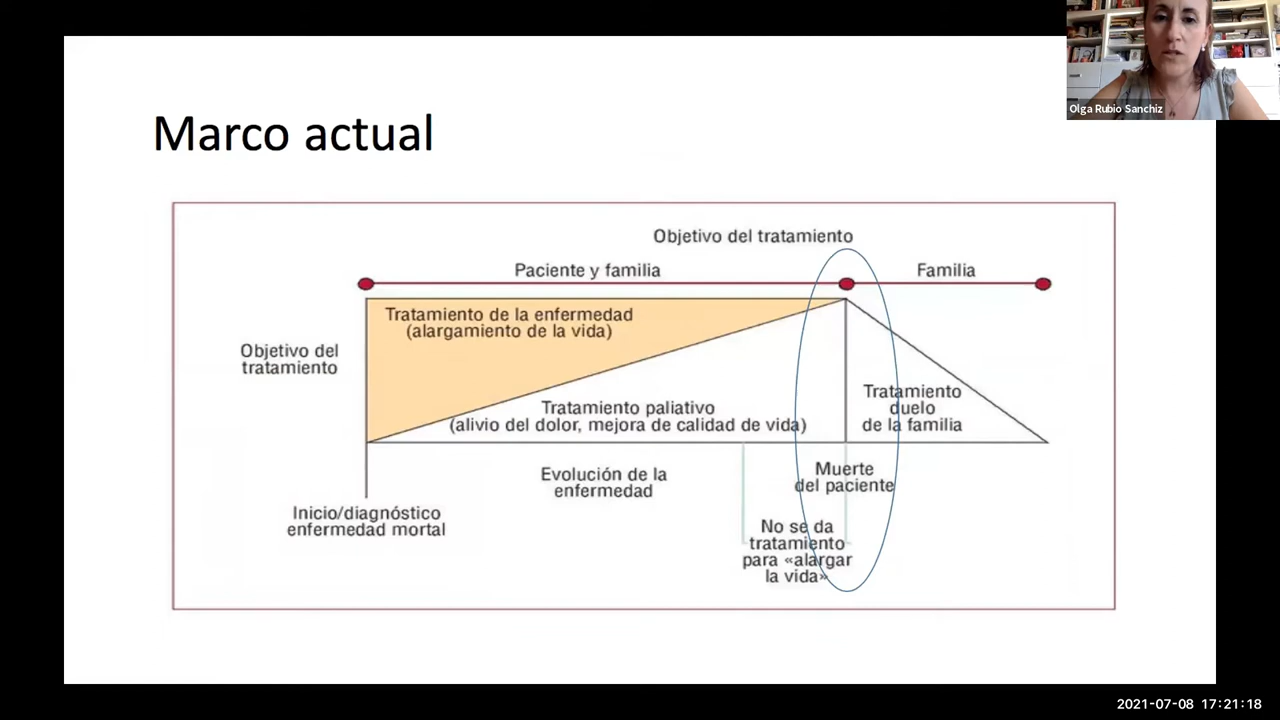 Olga Rubio Sanchiz
Marco actual
Objetivo del tratamiento
Paciente y familia
Familia
Tratamiento de la enfermedad
(alargamiento de la vida)
Objetivo del
tratamiento
Tratamiento paliativo
(alivio del dolor, mejora de calidad de vida)
Tratamiento
duelo
de la familia
Evolución de la
enfermedad
Muerte
del paciente
Inicio/diagnóstico
enfermedad mortal
No se da
tratamiento
para «alargar
la vida»
2021-07-08 17:21:18